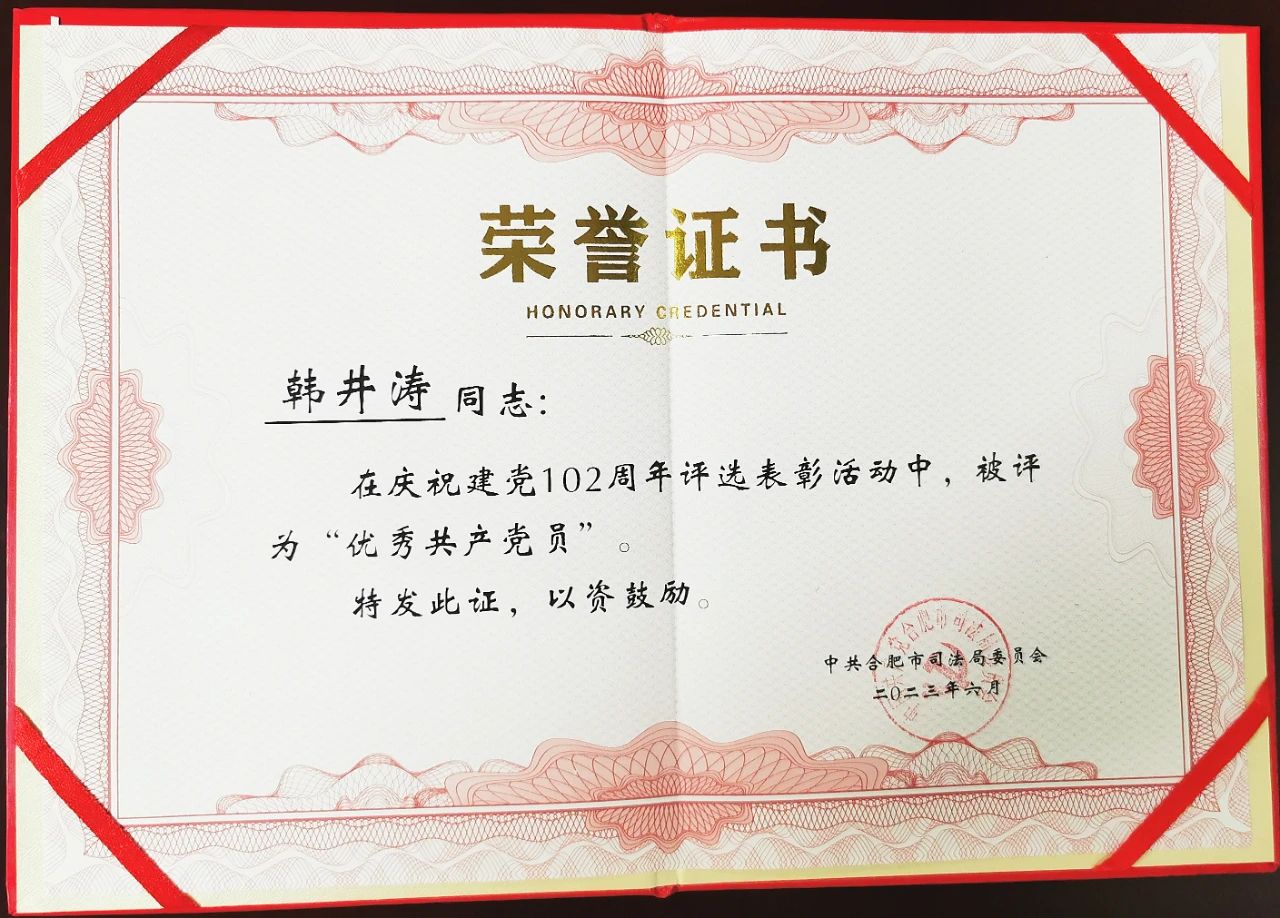 荣誉证书
HONORARY CREDENTIAL
韩井涛同志:
在庆祝建党102周年评选表彰活动中，被评
为“优秀共产党员”。
特发此证，以资鼓励。
中共合肥市司法局委员会
二〇二三年六月